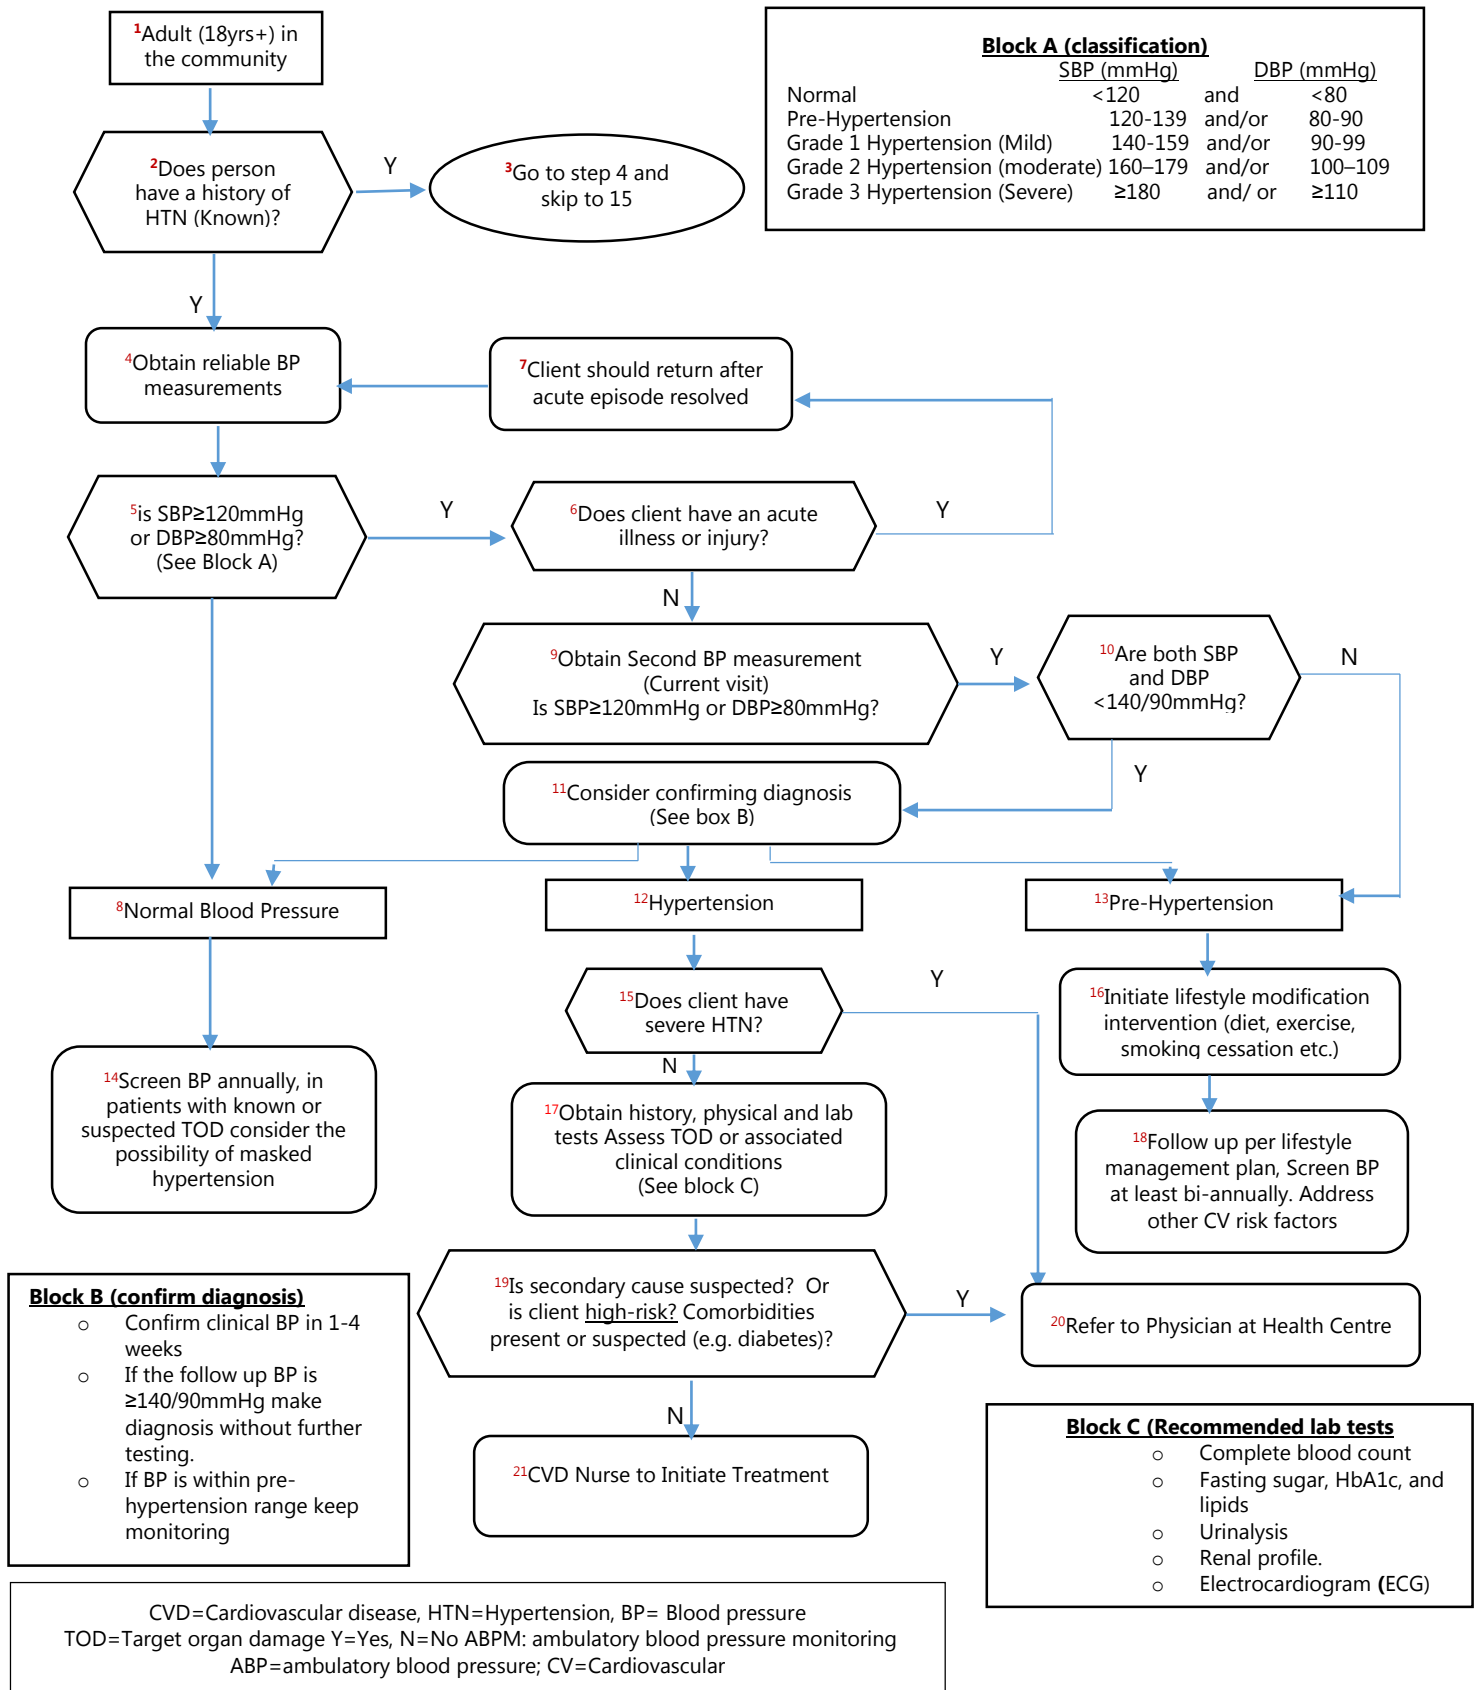 1Adult (18yrs+) in
the community
Block A (classification)
SBP (mmHg) DBP (mmHg)
Normal <120 and <80
Pre-Hypertension 120-139 and/or 80-90
Grade 1 Hypertension (Mild) 140-159 and/or 90-99
Grade 2 Hypertension (moderate) 160–179 and/or 100–109
Grade 3 Hypertension (Severe) ≥180 and/ or ≥110
2Does person
have a history of
HTN (Known)?
Y
3Go to step 4 and
skip to 15
Y
4Obtain reliable BP
measurements
7Client should return after
acute episode resolved
5is SBP≥120mmHg
or DBP≥80mmHg?
(See Block A)
Y
6Does client have an acute
illness or injury?
Y
N
9Obtain Second BP measurement
(Current visit)
Is SBP≥120mmHg or DBP≥80mmHg?
Y
10Are both SBP
and DBP
<140/90mmHg?
N
Y
11Consider confirming diagnosis
(See box B)
8Normal Blood Pressure
12Hypertension
13Pre-Hypertension
15Does client have
severe HTN?
Y
N
16Initiate lifestyle modification
intervention (diet, exercise,
smoking cessation etc.)
14Screen BP annually, in
patients with known or
suspected TOD consider the
possibility of masked
hypertension
17Obtain history, physical and lab
tests Assess TOD or associated
clinical conditions
(See block C)
18Follow up per lifestyle
management plan, Screen BP
at least bi-annually. Address
other CV risk factors
19Is secondary cause suspected? Or
is client high-risk? Comorbidities
present or suspected (e.g. diabetes)?
Y
20Refer to Physician at Health Centre
N
21CVD Nurse to Initiate Treatment
Block B (confirm diagnosis)
o Confirm clinical BP in 1-4
weeks
o If the follow up BP is
≥140/90mmHg make
diagnosis without further
testing.
o If BP is within pre-
hypertension range keep
monitoring
Block C (Recommended lab tests
o Complete blood count
o Fasting sugar, HbA1c, and
lipids
o Urinalysis
o Renal profile.
o Electrocardiogram (ECG)
CVD=Cardiovascular disease, HTN=Hypertension, BP= Blood pressure
TOD=Target organ damage Y=Yes, N=No ABPM: ambulatory blood pressure monitoring
ABP=ambulatory blood pressure; CV=Cardiovascular